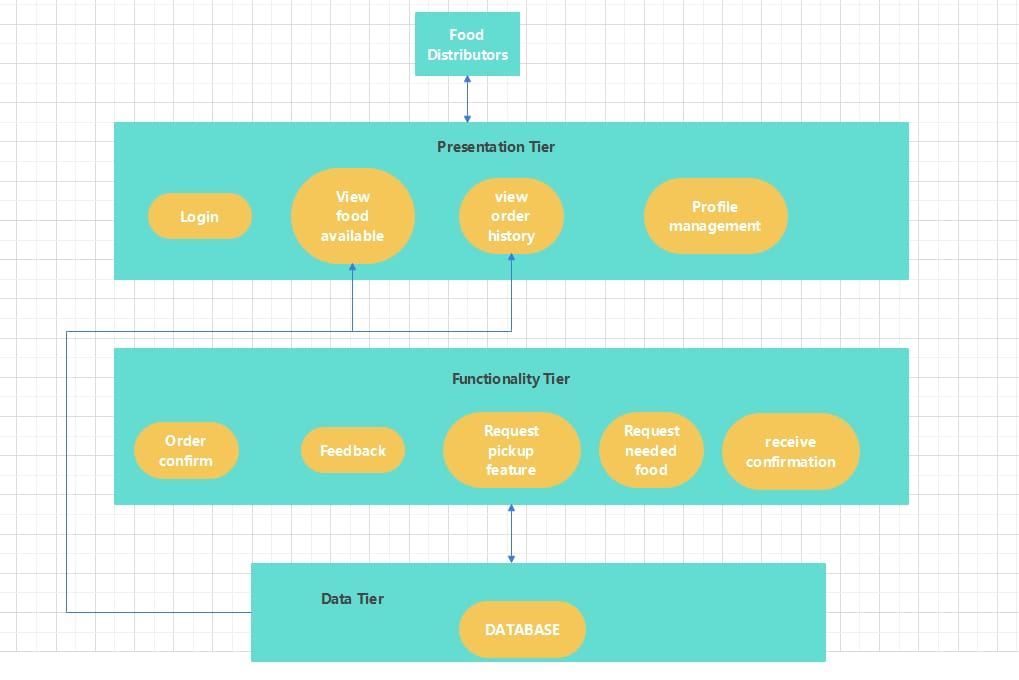 Food
Distributors
Presentation Tier
Login
View
food
available
view
order
history
Profile
management
Functionality Tier
Order
confirm
Feedback
Request
pickup
feature
Request
needed
food
receive
confirmation
Data Tier
DATABASE